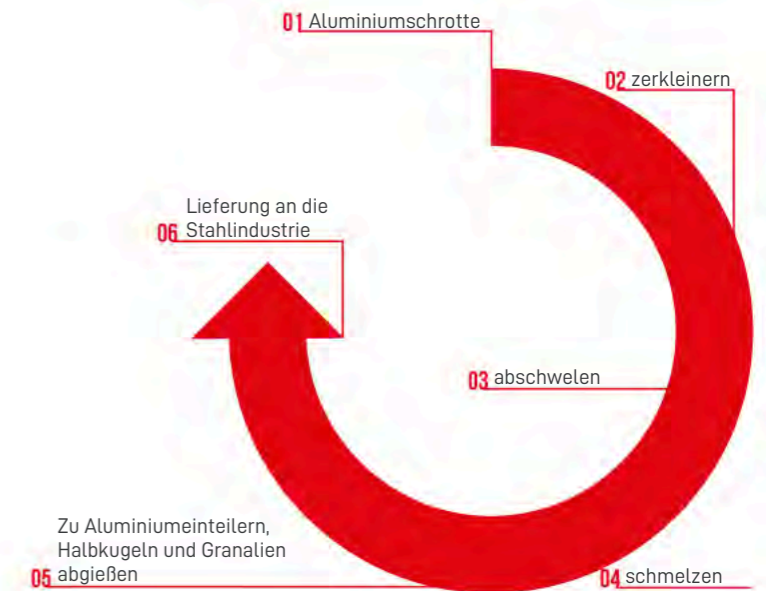 01 Aluminiumschrotte
02 zerkleinern
03 abschwelen
04 schmelzen
Zu Aluminiumeinteilern,
Halbkugeln und Granalien
05 abgießen
Lieferung an die
06 Stahlindustrie